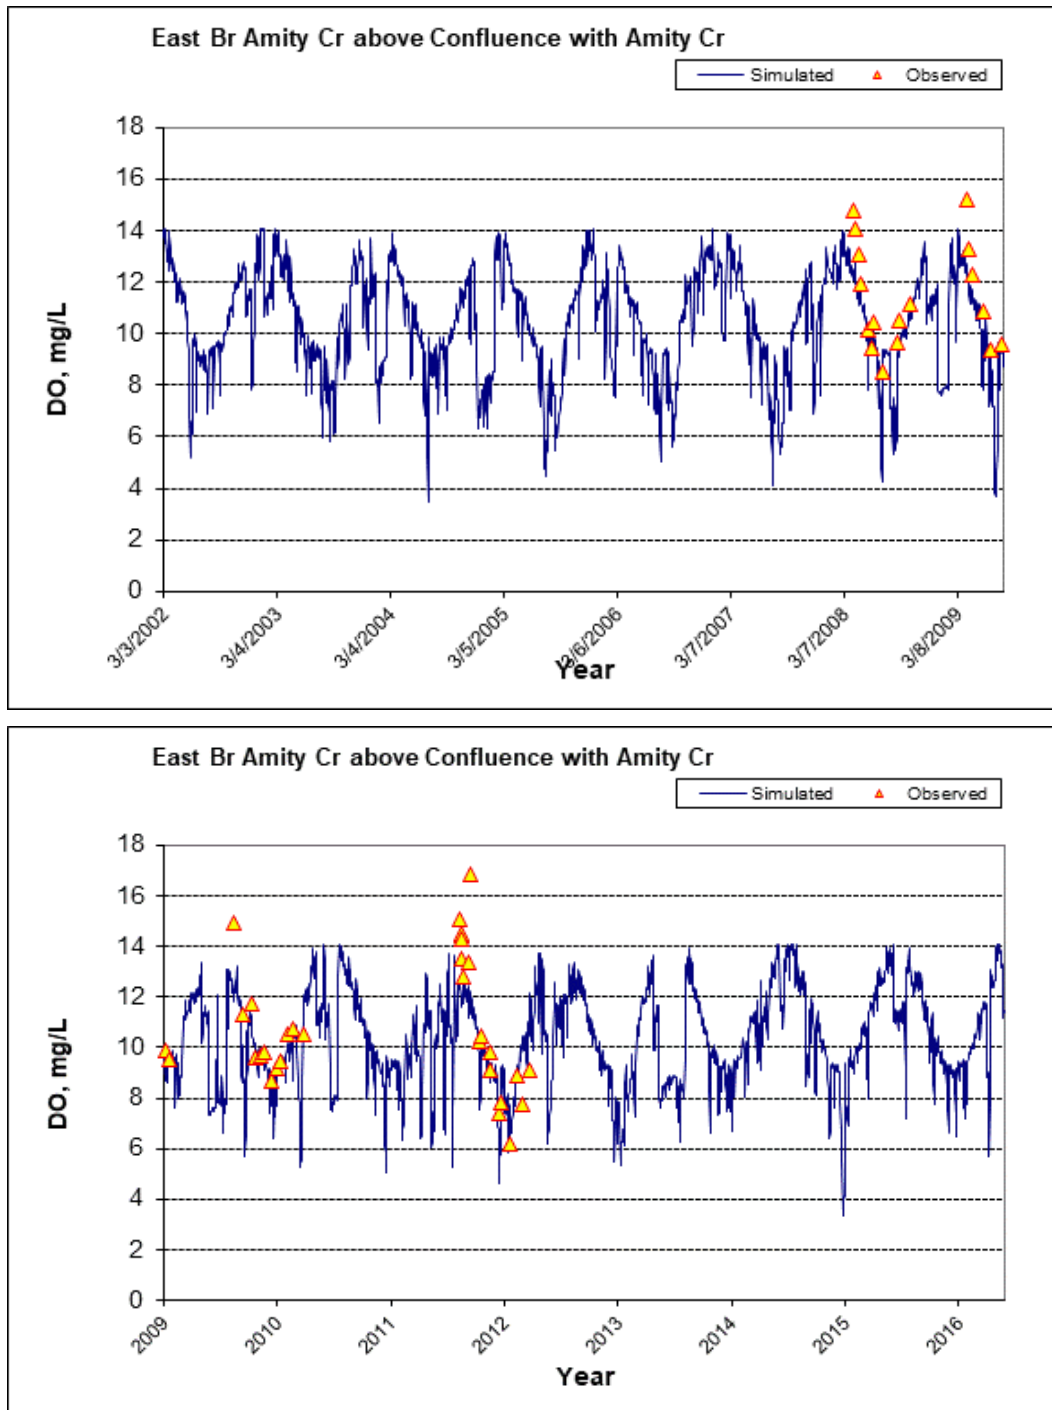 East Br Amity Cr above Confluence with Amity Cr
Simulated Observed
DO, mg/L
18
16
14
12
10
8
6
4
2
0
3/3/2002 3/4/2003 3/4/2004 3/5/2005 3/6/2006 3/7/2007 3/7/2008 3/8/2009
Year
East Br Amity Cr above Confluence with Amity Cr
Simulated Observed
DO, mg/L
18
16
14
12
10
8
6
4
2
0
2009 2010 2011 2012 2013 2014 2015 2016
Year